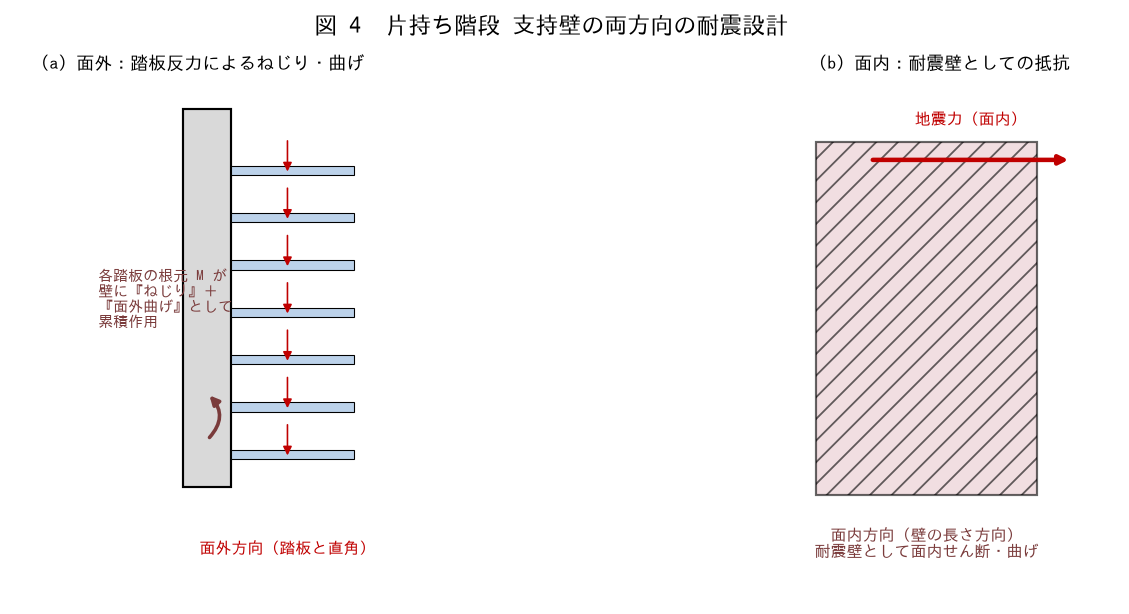 図 4　片持ち階段 支持壁の両方向の耐震設計
(a) 面外：踏板反力によるねじり・曲げ
(b) 面内：耐震壁としての抵抗
地震力（面内）
各踏板の根元 M が
壁に『ねじり』＋
『面外曲げ』として
累積作用
面外方向（踏板と直角）
面内方向（壁の長さ方向）
耐震壁として面内せん断・曲げ